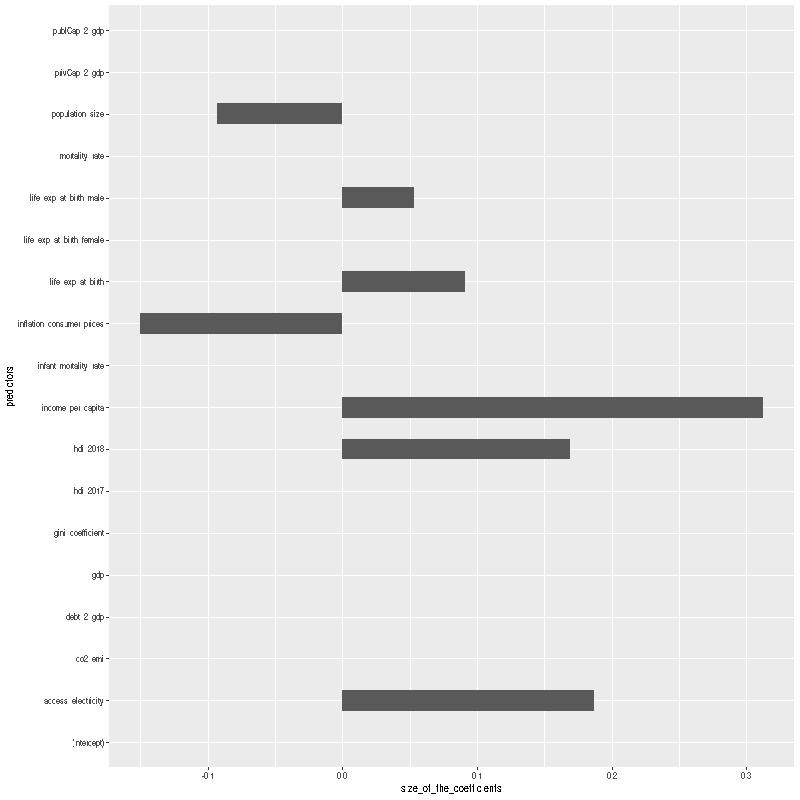 publCap 2 gdp
privCap 2 gdp
population size
mortality rate
life exp at birth male
life exp at birth female
life exp at birth
inflation consumer prices
infant mortality rate
income per capita
hdi 2018
hdi 2017
gini coefficient
gdp
debt 2 gdp
co2 emi
access electricity
(Intercept)
predictors
-0.1 0.0 0.1 0.2 0.3
size_of_the_coefficients